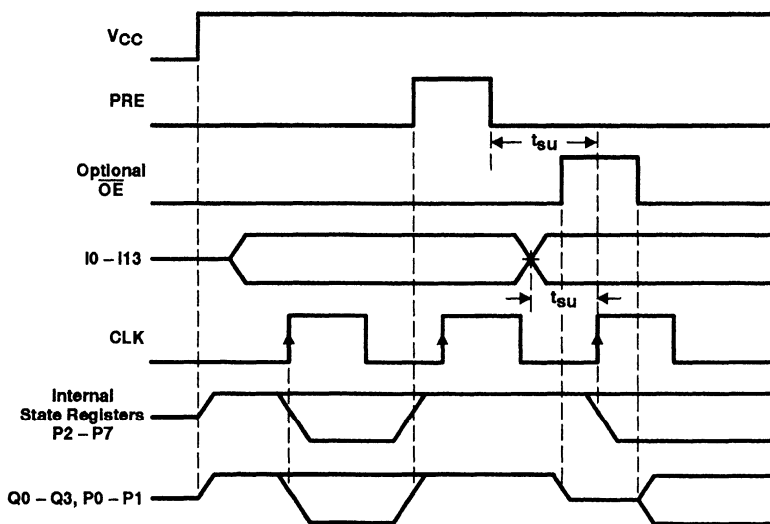 VCC
PRE
tsu
Optional
OE
I0 – I13
tsu
CLK
Internal
State Registers
P2 – P7
Q0 – Q3, P0 – P1